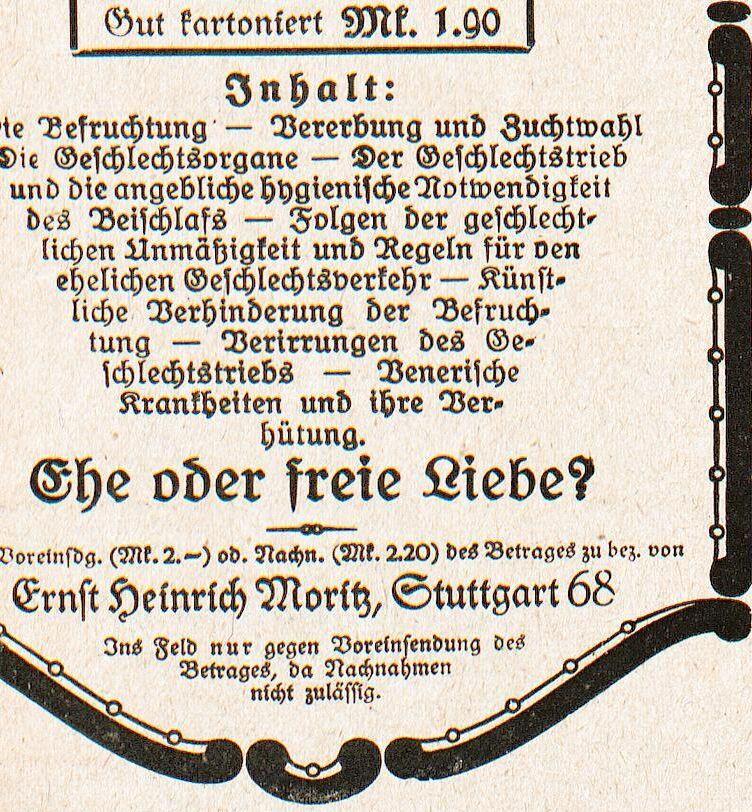 Gut kartoniert Mk. 1.90
Inhalt:
ie Befruchtung — Vererbung und Zuchtwahl
Die Geschlechtsorgane — Der Geschlechtstrieb
und die angebliche hygienische Notwendigkeit
des Beischlafs — Folgen der geschlecht-
lichen Unmäßigkeit und Regeln für den
ehelichen Geschlechtsverkehr — Künst-
liche Verhinderung der Befruch-
tung — Verirrungen des Ge-
schlechtstriebs — Venerische
Krankheiten und ihre Ver-
hütung.
Ehe oder freie Liebe?
Voreinsdg. (Mk. 2.—) od. Nachn. (Mk. 2.20) des Betrages zu bez. von
Ernst Heinrich Moritz, Stuttgart 68
Ins Feld nur gegen Voreinsendung des
Betrages, da Nachnahmen
nicht zulässig.